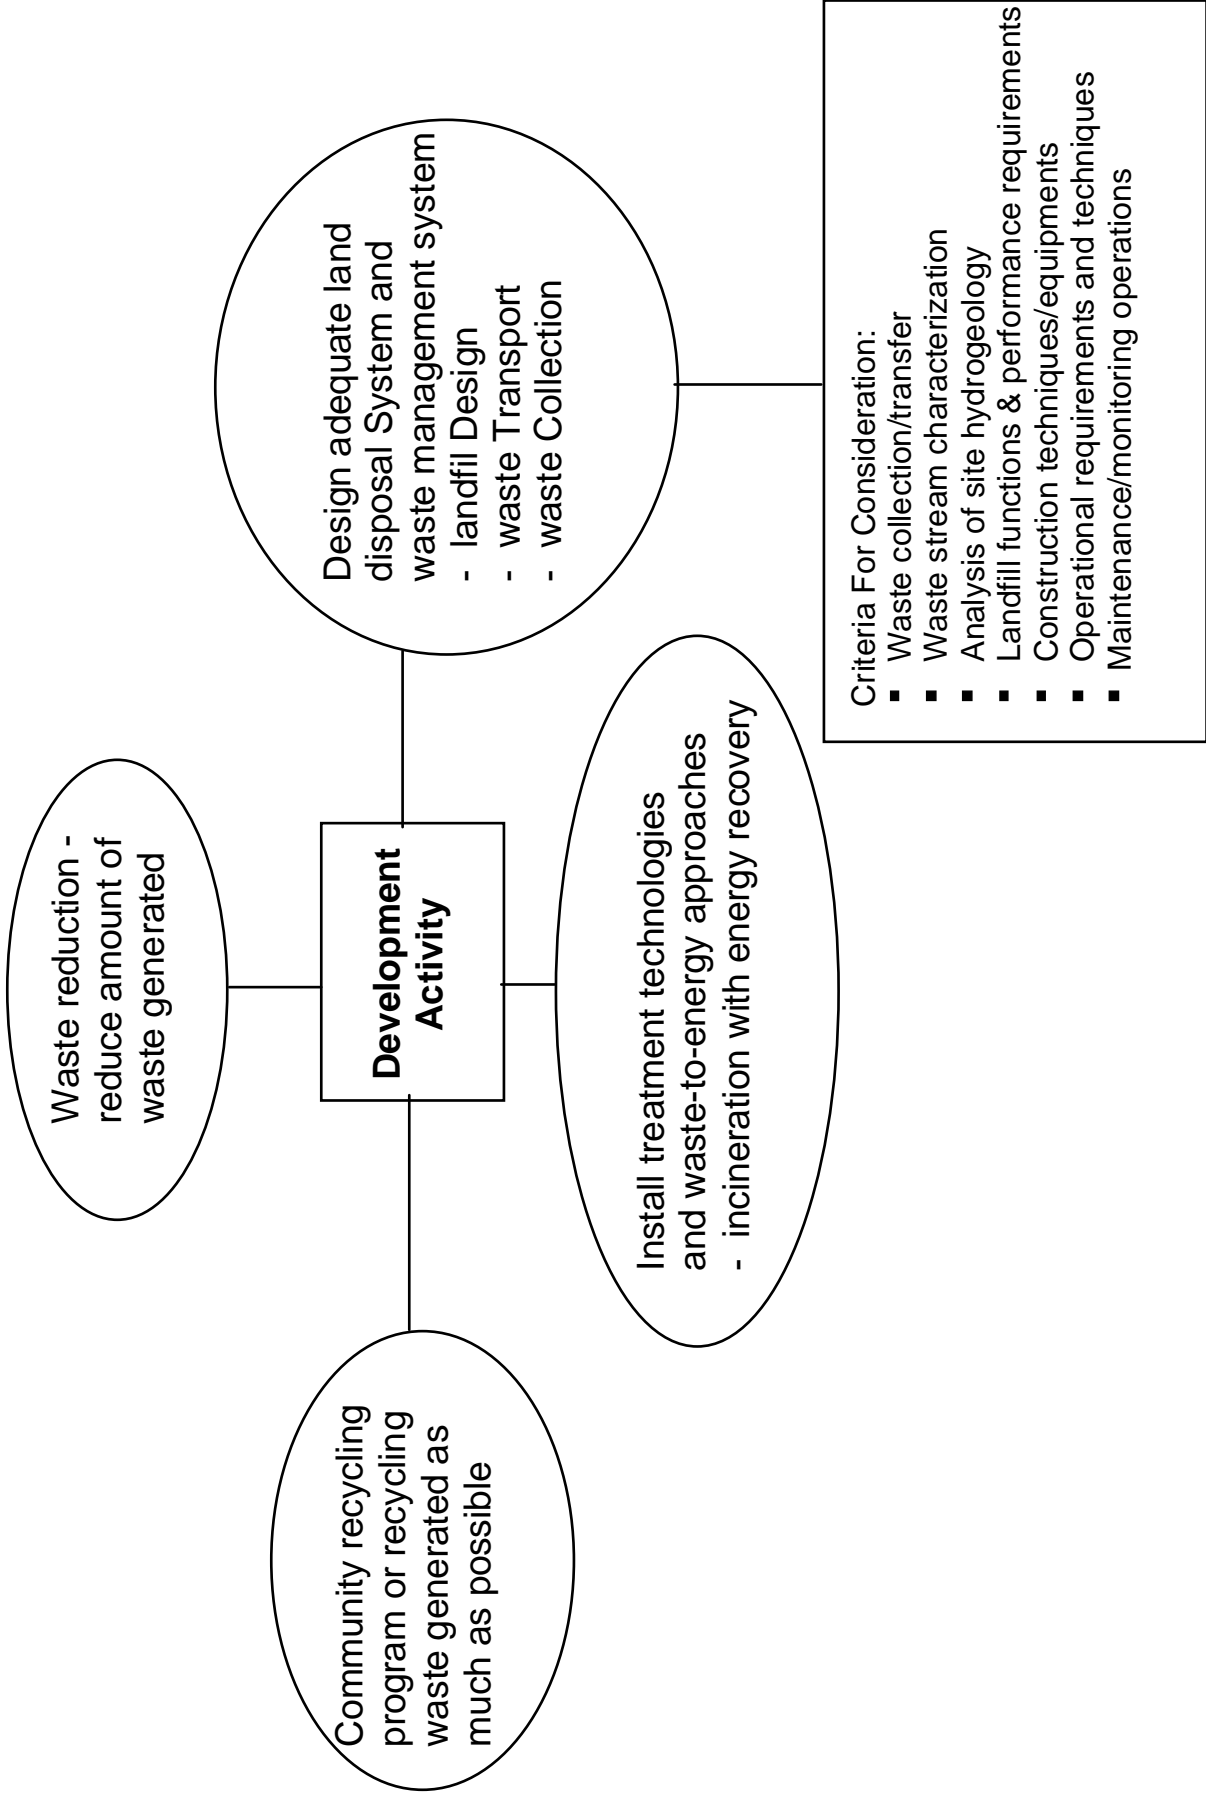 Waste reduction -
reduce amount of
waste generated
Community recycling
program or recycling
waste generated as
much as possible
Development
Activity
Design adequate land
disposal System and
waste management system
- landfil Design
- waste Transport
- waste Collection
Install treatment technologies
and waste-to-energy approaches
- incineration with energy recovery
Criteria For Consideration:
▪ Waste collection/transfer
▪ Waste stream characterization
▪ Analysis of site hydrogeology
▪ Landfill functions & performance requirements
▪ Construction techniques/equipments
▪ Operational requirements and techniques
▪ Maintenance/monitoring operations